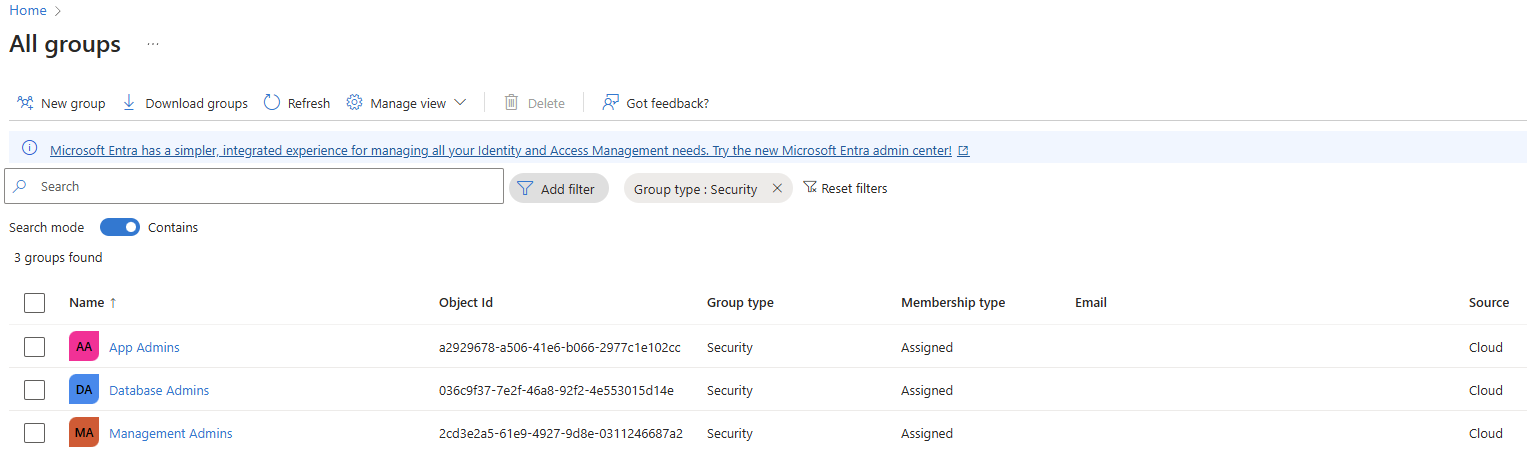 Home
All groups ...
New group Download groups Refresh Manage view Delete Got feedback?
Microsoft Entra has a simpler, integrated experience for managing all your Identity and Access Management needs. Try the new Microsoft Entra admin center!
Search Add filter Group type : Security Reset filters
Search mode Contains
3 groups found
Name Object Id Group type Membership type Email Source
AA App Admins a2929678-a506-41e6-b066-2977c1e102cc Security Assigned Cloud
DA Database Admins 036c9f37-7e2f-46a8-92f2-4e553015d14e Security Assigned Cloud
MA Management Admins 2cd3e2a5-61e9-4927-9d8e-0311246687a2 Security Assigned Cloud